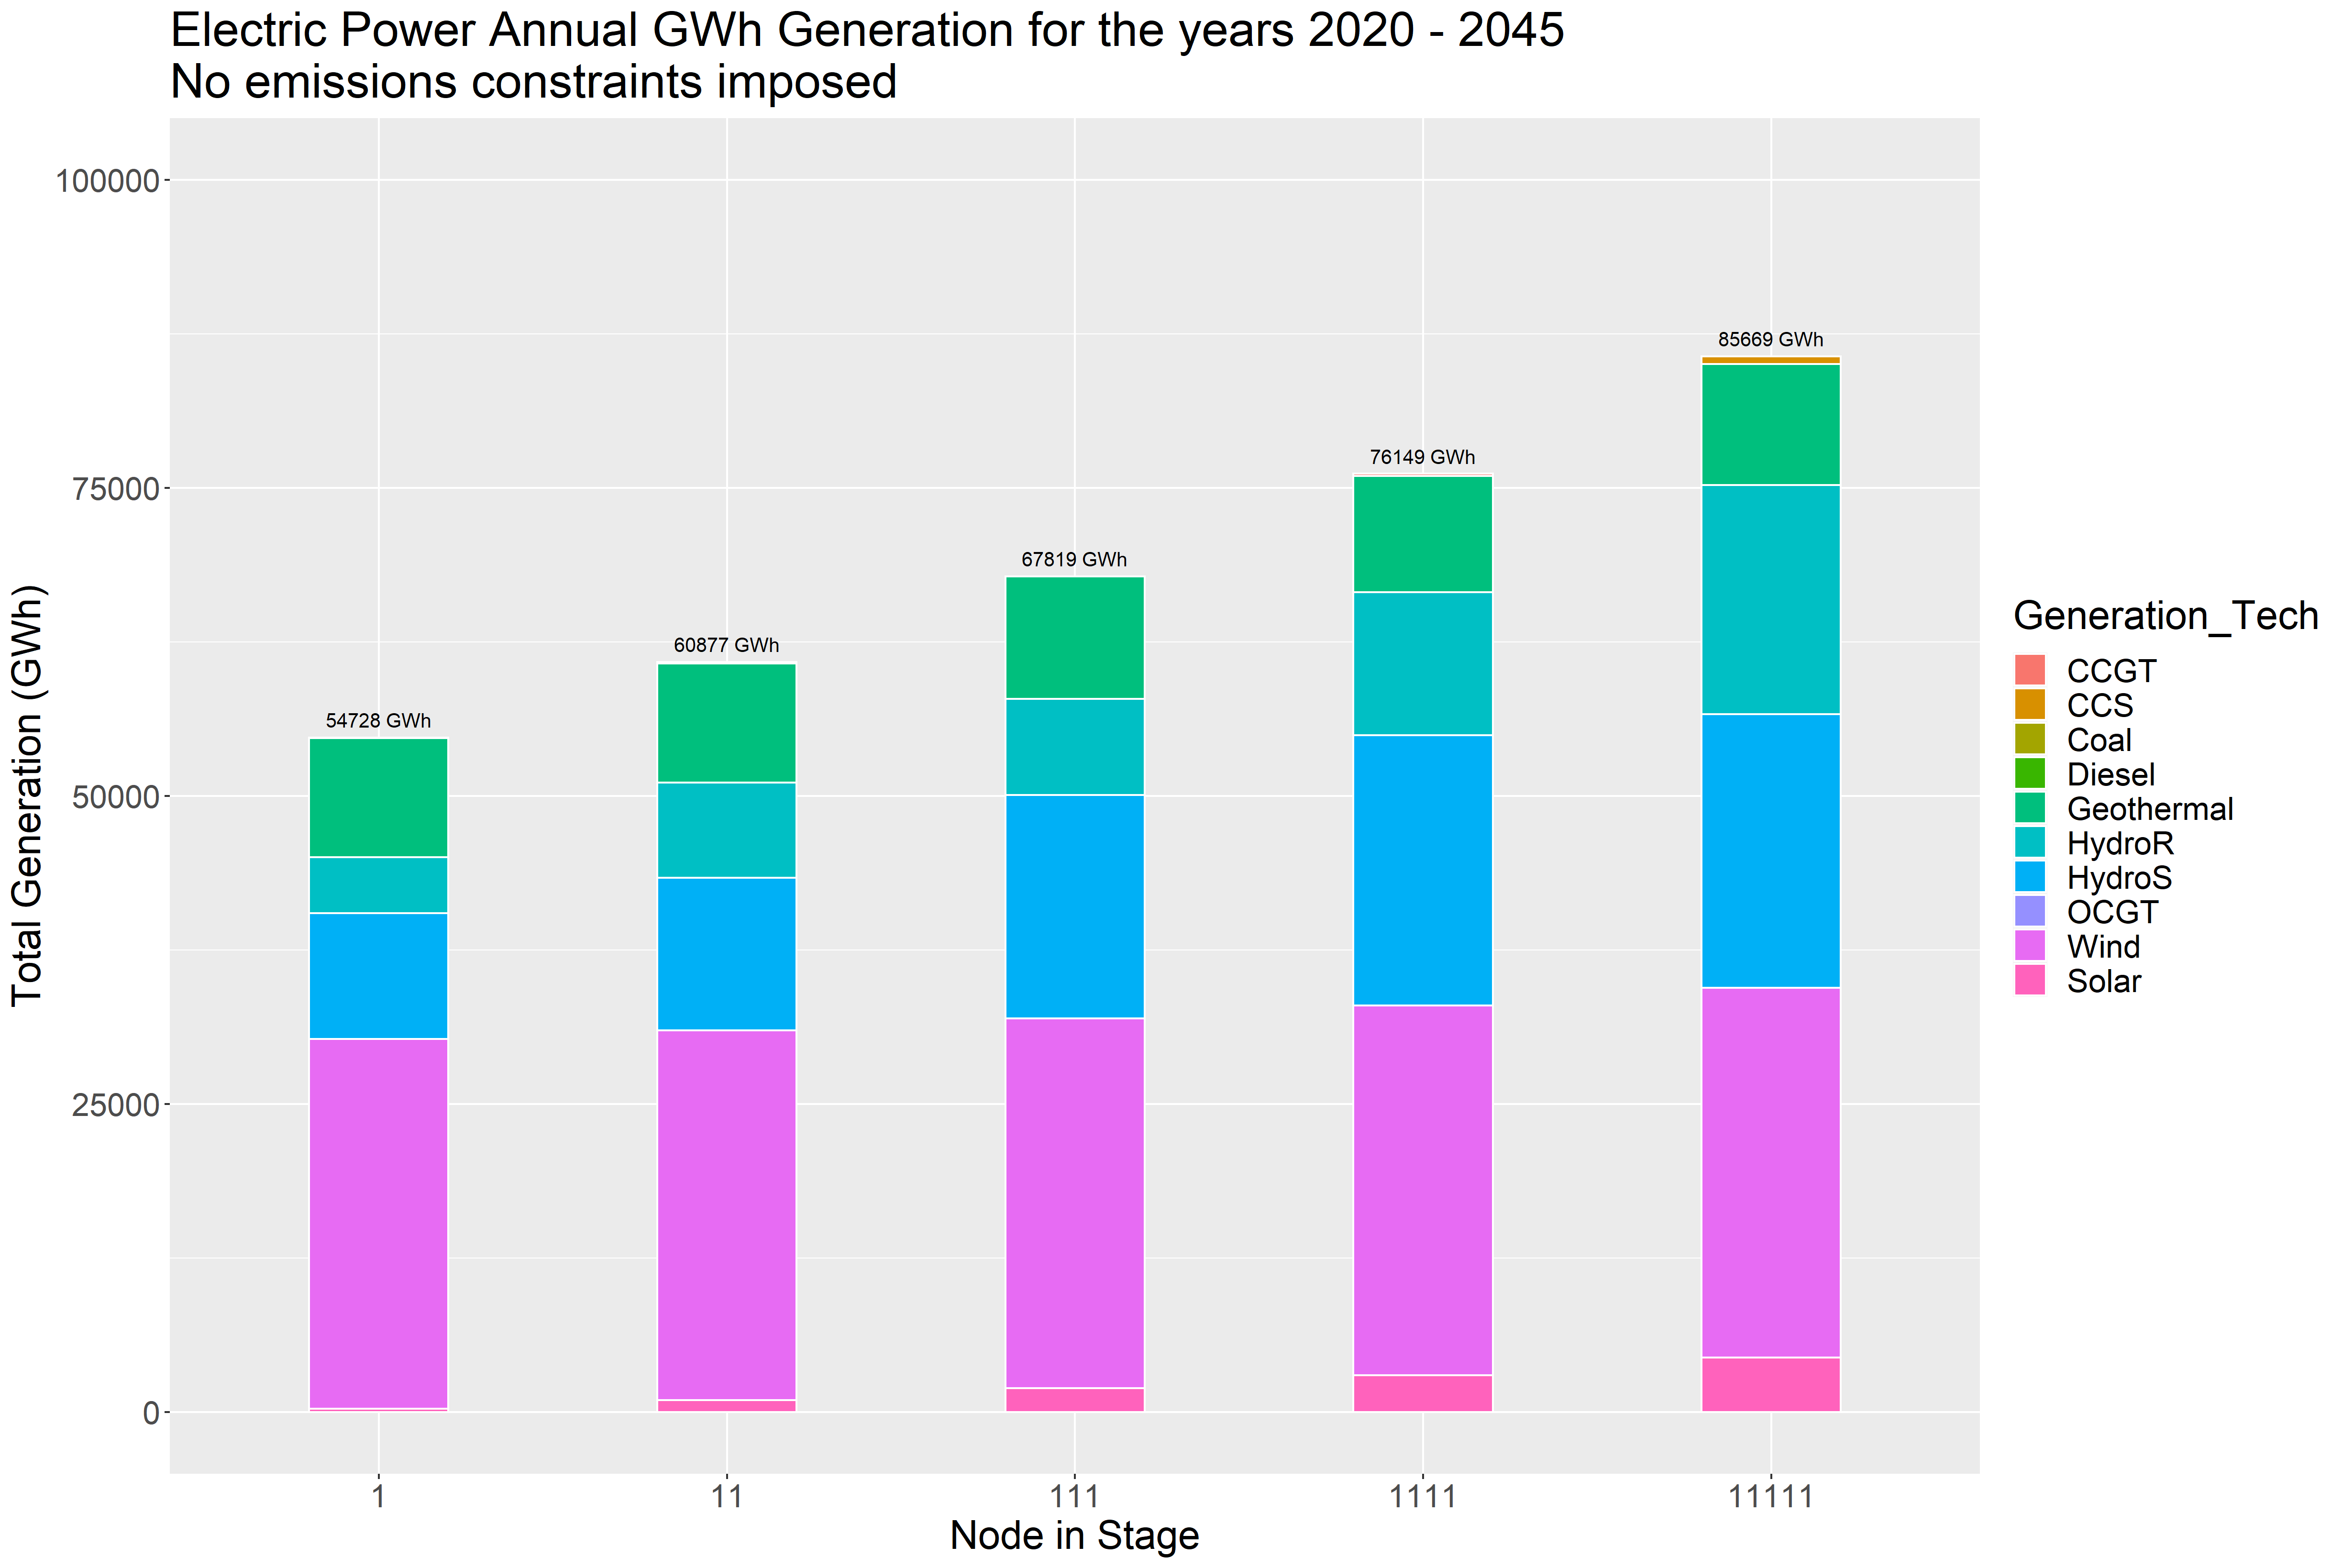 Electric Power Annual GWh Generation for the years 2020 - 2045
No emissions constraints imposed
Total Generation (GWh)
100000
75000
50000
25000
0
54728 GWh
60877 GWh
67819 GWh
76149 GWh
85669 GWh
1
11
111
1111
11111
Node in Stage
Generation_Tech
CCGT
CCS
Coal
Diesel
Geothermal
HydroR
HydroS
OCGT
Wind
Solar